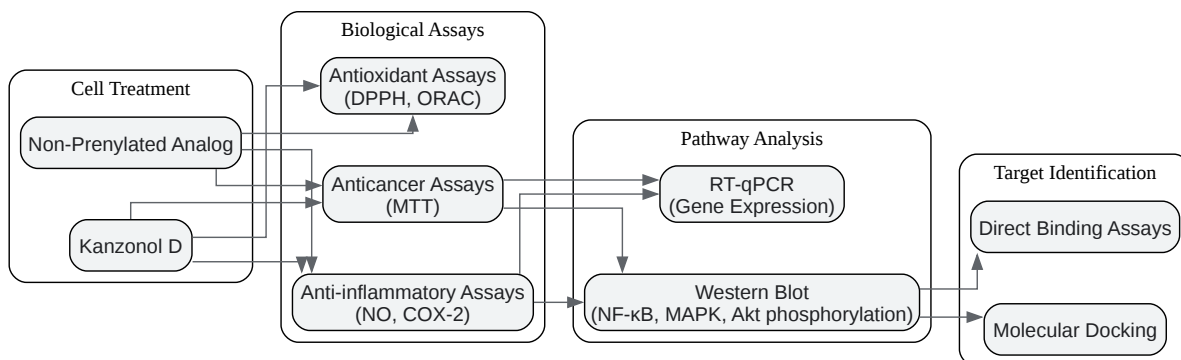 Cell Treatment
Non-Prenylated Analog
Kanzonol D
Biological Assays
Antioxidant Assays
(DPPH, ORAC)
Anticancer Assays
(MTT)
Anti-inflammatory Assays
(NO, COX-2)
Pathway Analysis
RT-qPCR
(Gene Expression)
Western Blot
(NF-κB, MAPK, Akt phosphorylation)
Target Identification
Direct Binding Assays
Molecular Docking